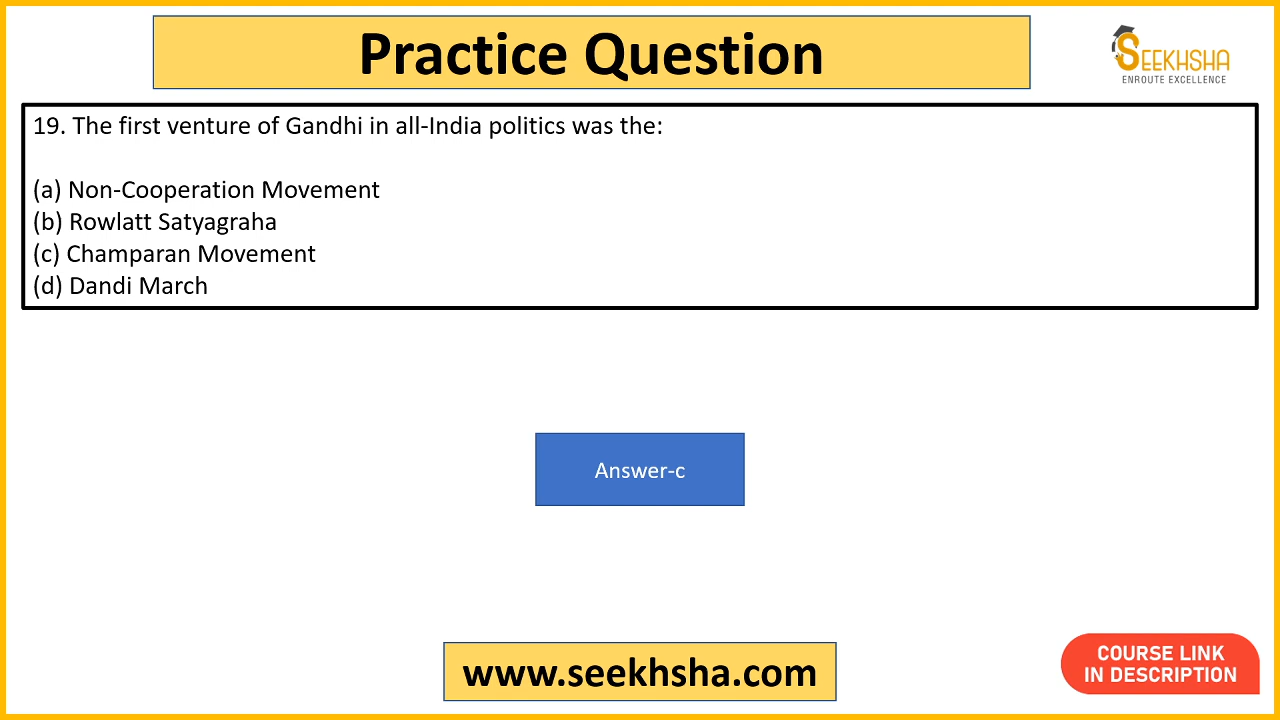 Practice Question
SEEKHSHA
ENROUTE EXCELLENCE
19. The first venture of Gandhi in all-India politics was the:
(a) Non-Cooperation Movement
(b) Rowlatt Satyagraha
(c) Champaran Movement
(d) Dandi March
Answer-c
www.seekhsha.com
COURSE LINK
IN DESCRIPTION